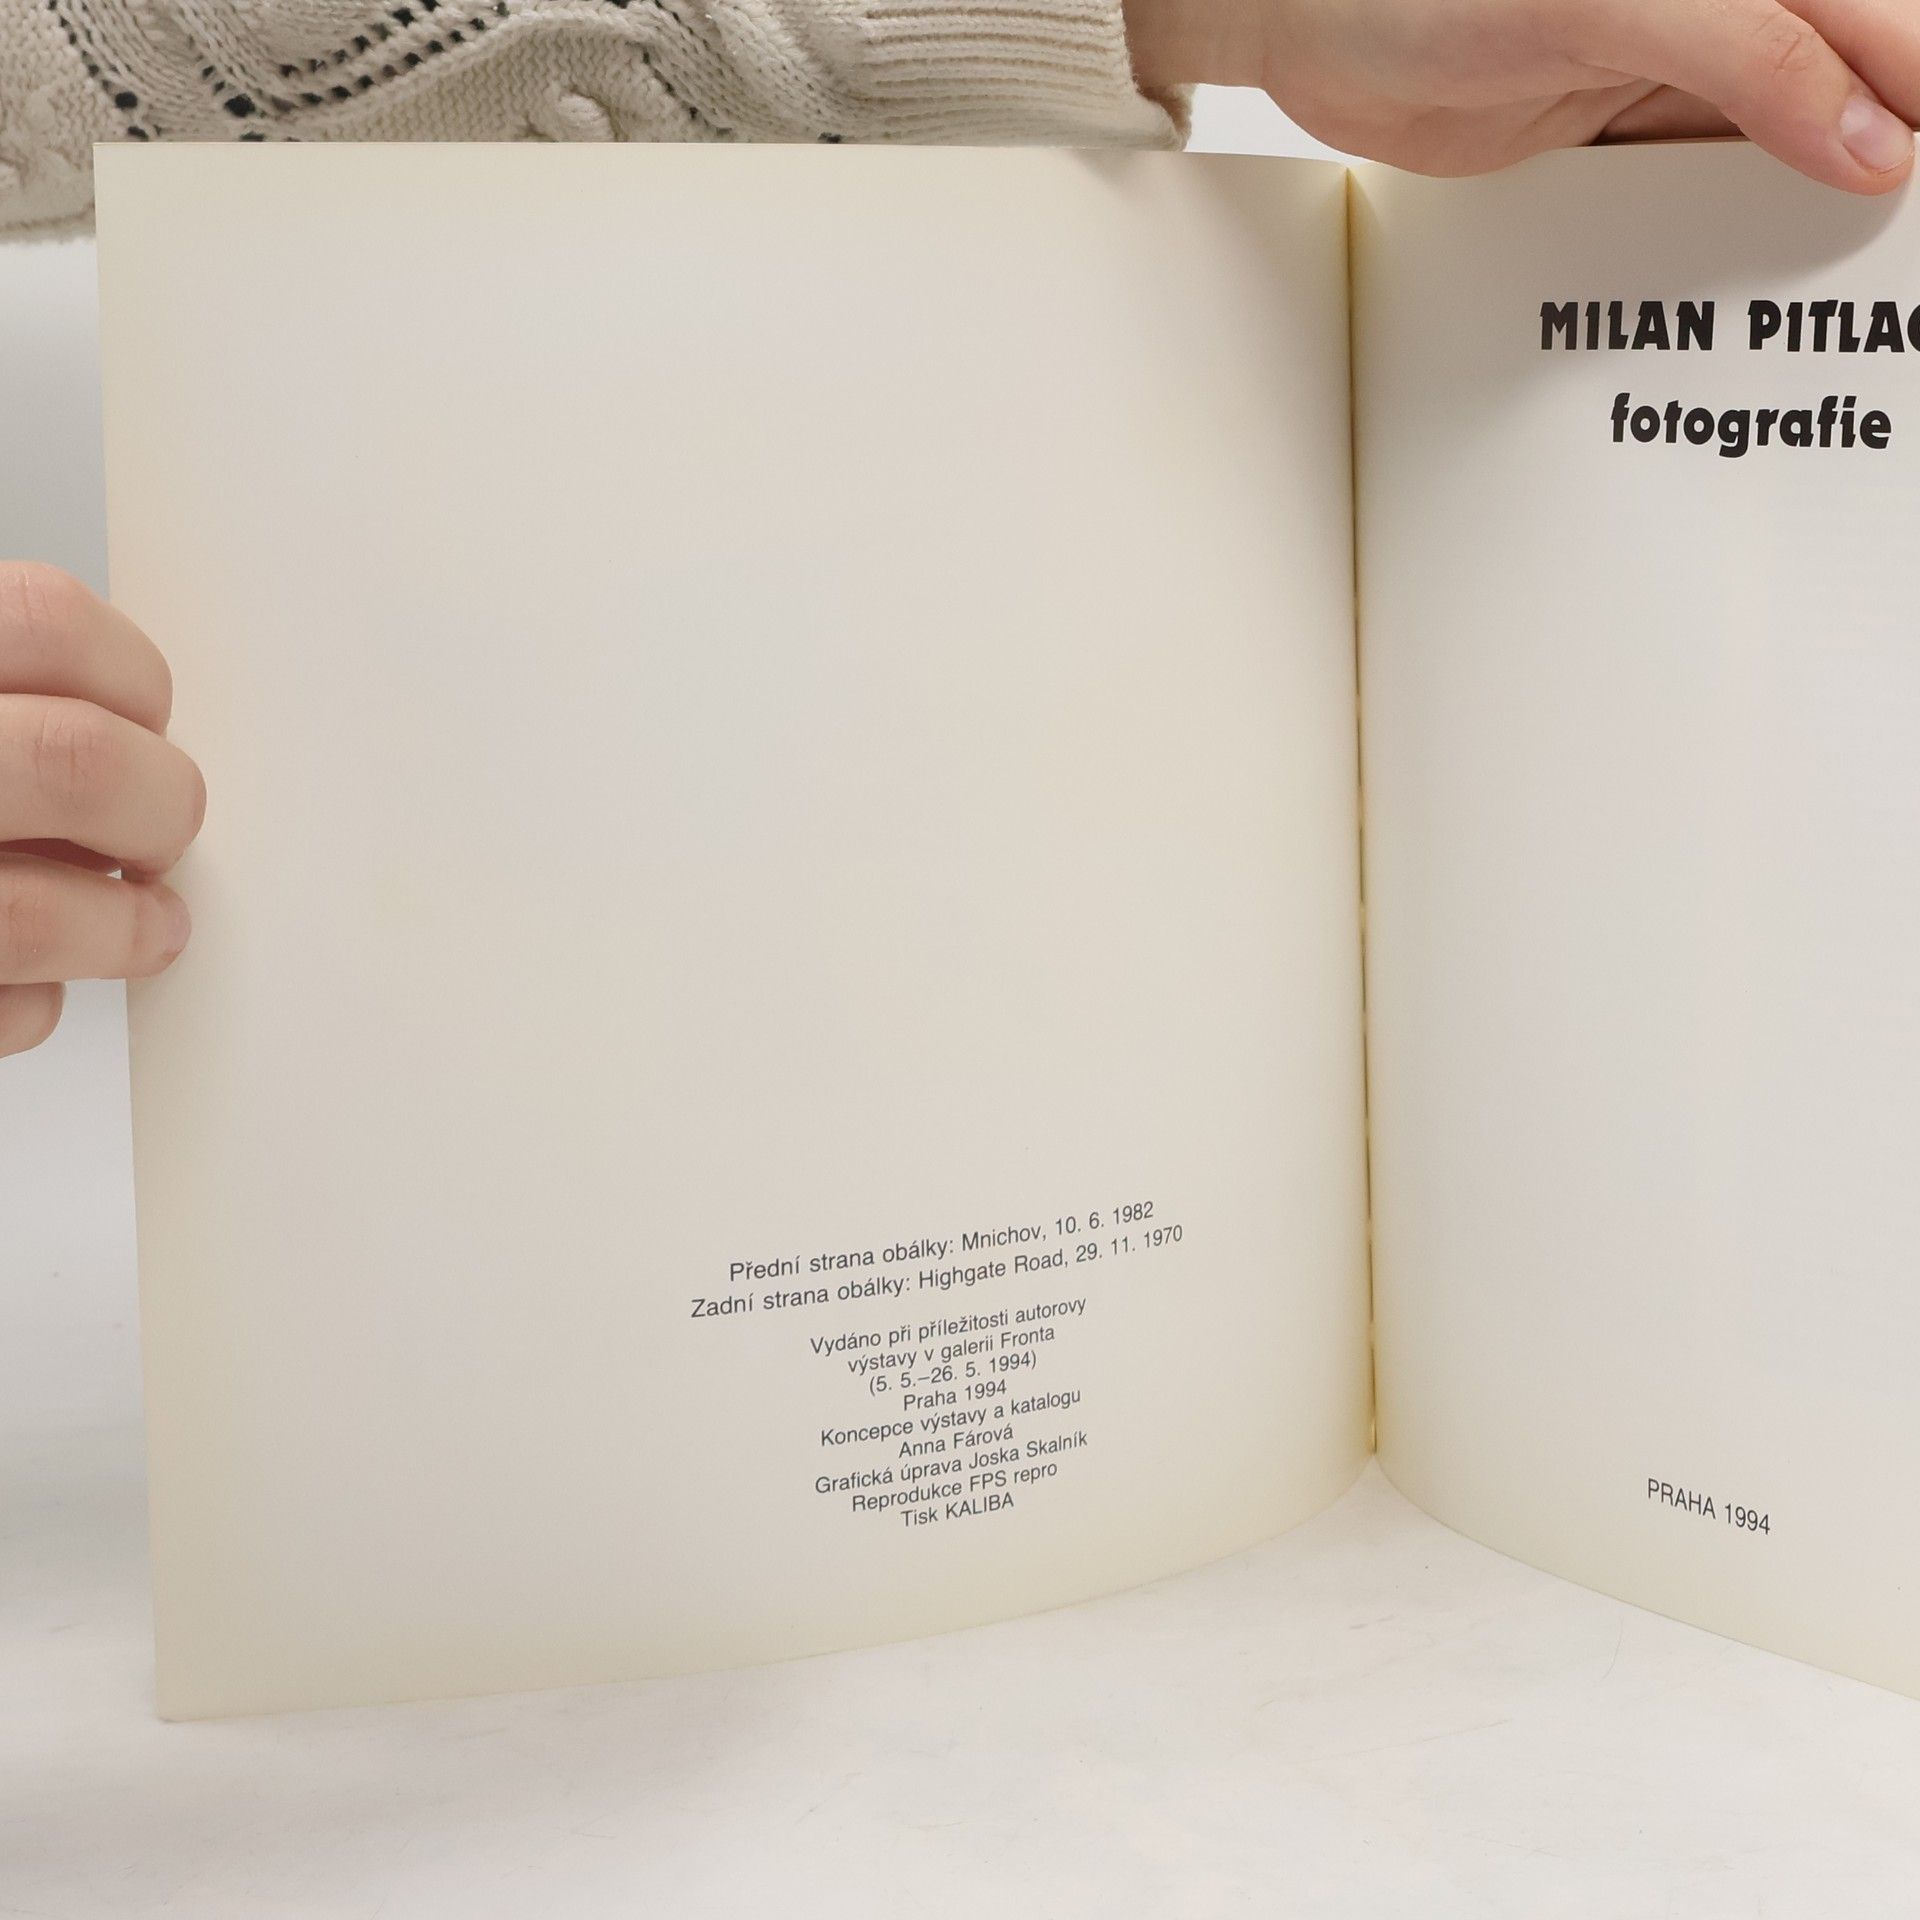 Přední strana obálky: Mnichov, 10. 6. 1982
Zadní strana obálky: Highgate Road, 29. 11. 1970
Vydáno při příležitosti autorovy
výstavy v galerii Fronta
(5. 5.–26. 5. 1994)
Praha 1994
Koncepce výstavy a katalogu
Anna Fárová
Grafická úprava Joska Skalník
Reprodukce FPS repro
Tisk KALIBA
MILAN
fotografie
PRAHA 1994